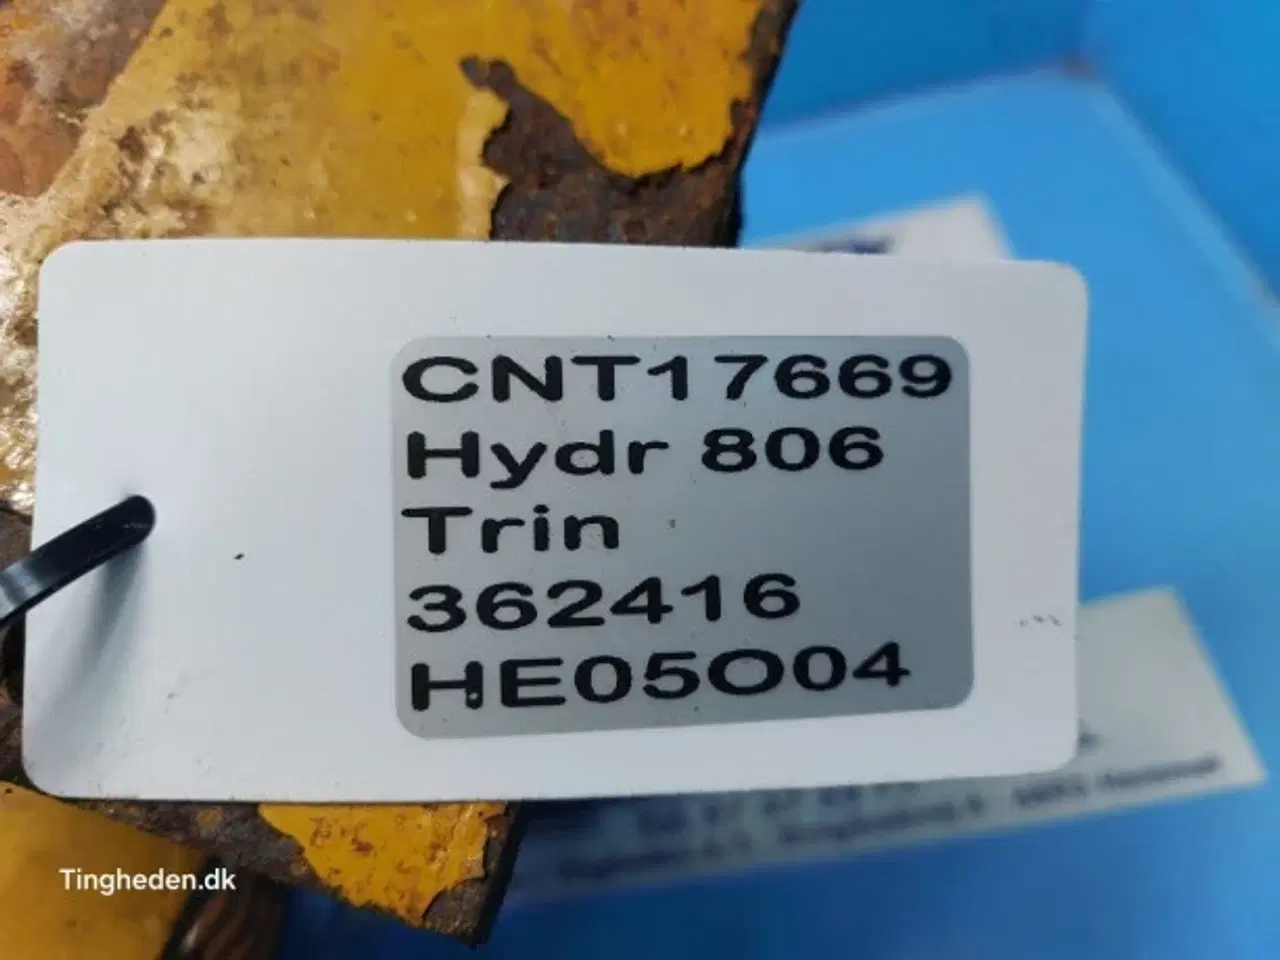 CNT17669
Hydr 806
Trin
362416
HE05O04
Tingheden.dk